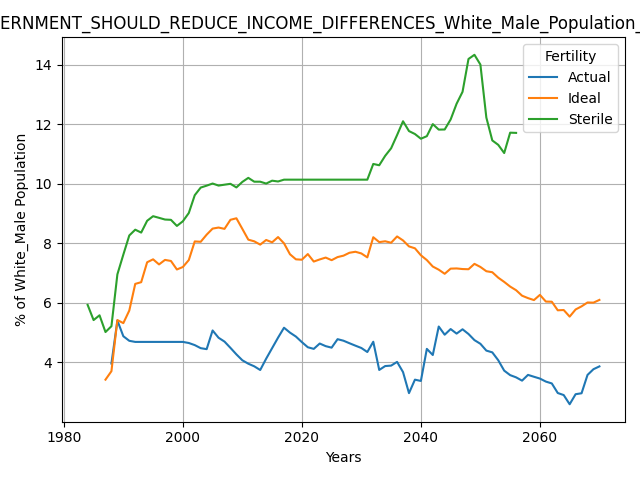 ERNMENT_SHOULD_REDUCE_INCOME_DIFFERENCES_White_Male_Population_
Fertility
Actual
Ideal
Sterile
% of White_Male Population
14
12
10
8
6
4
1980 2000 2020 2040 2060
Years